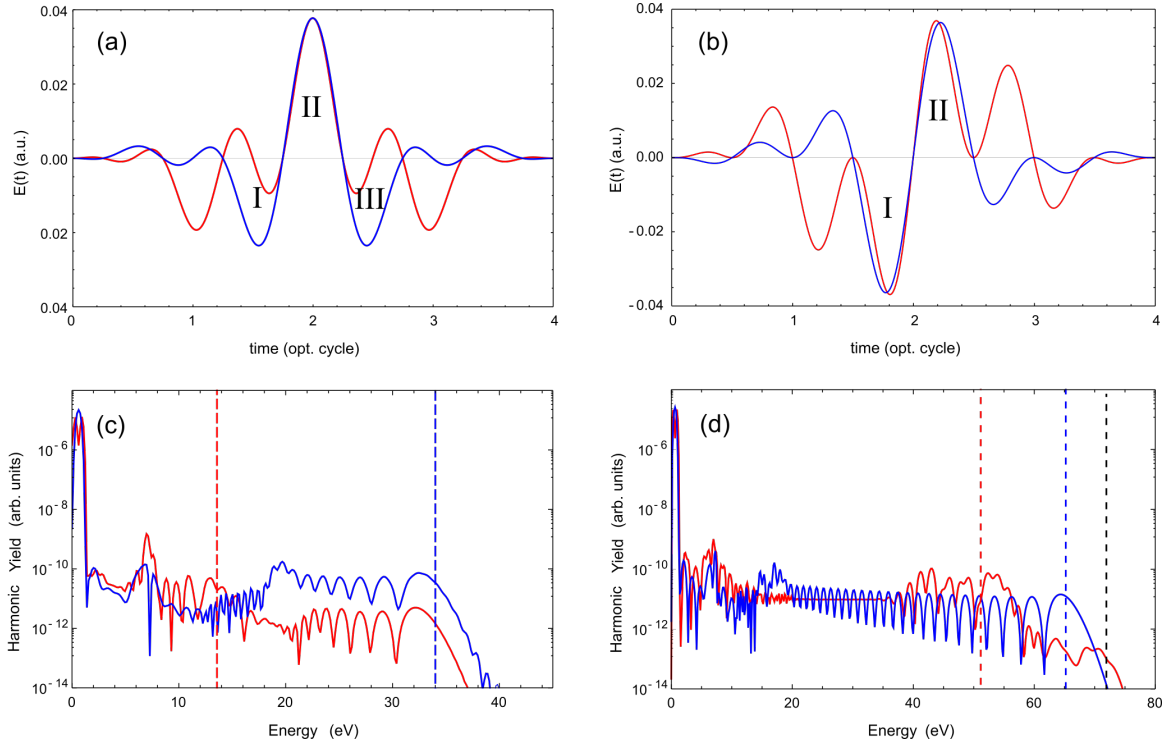 (a)
0.04
0.02
0.00
0.02
0.04
E(t) (a.u.)
I
II
III
0
1
2
3
4
time (opt. cycle)
(b)
0.04
0.02
0.00
-0.02
-0.04
E(t) (a.u.)
I
II
0
1
2
3
4
time (opt. cycle)
(c)
10-6
10-8
10-10
10-12
10-14
Harmonic Yield (arb. units)
0
10
20
30
40
Energy (eV)
(d)
10-6
10-8
10-10
10-12
10-14
Harmonic Yield (arb. units)
0
20
40
60
80
Energy (eV)